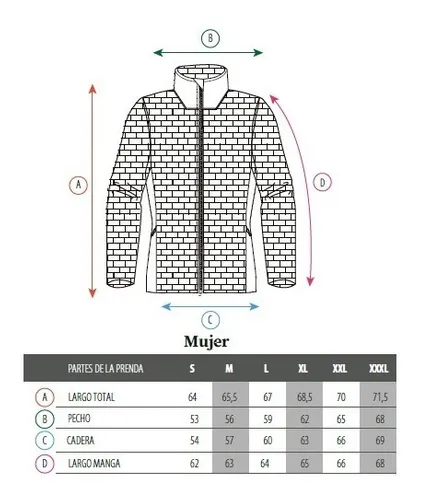 B
A
D
C
Mujer
PARTES DE LA PRENDA S M L XL XXL XXXL
A LARGO TOTAL 64 65,5 67 68,5 70 71,5
B PECHO 53 56 59 62 65 68
C CADERA 54 57 60 63 66 69
D LARGO MANGA 62 63 64 65 66 68